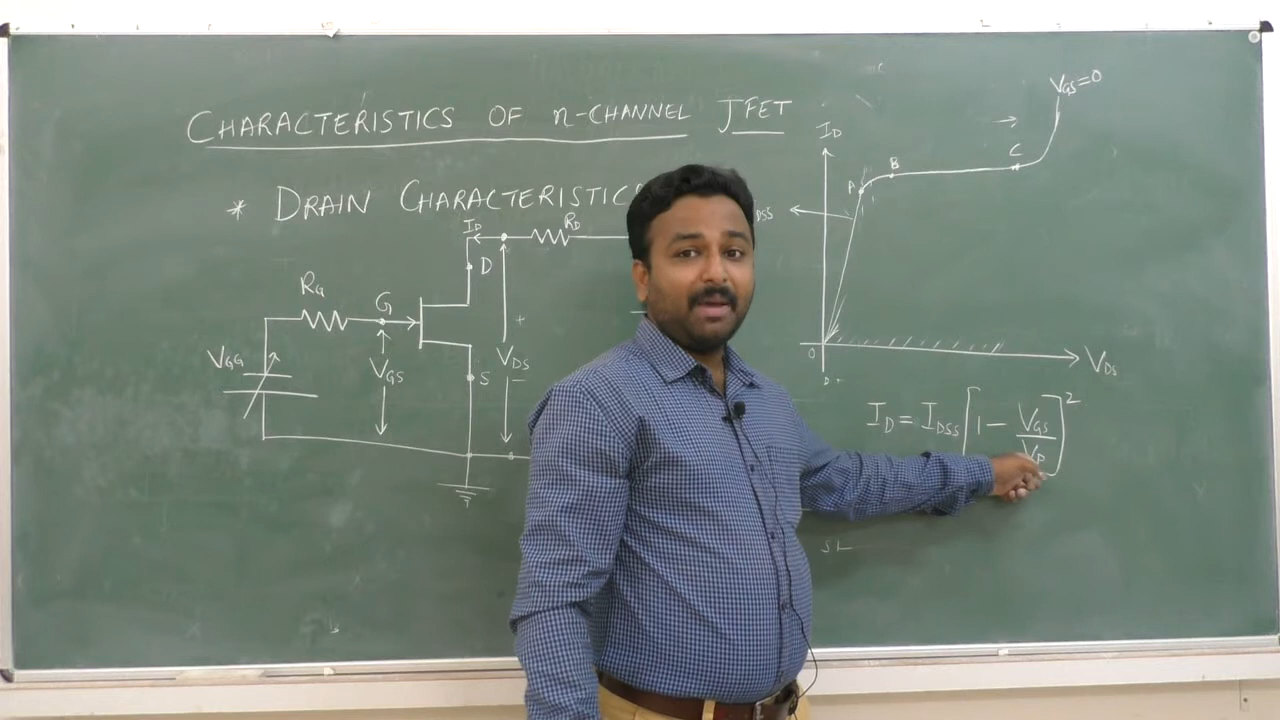 CHARACTERISTICS OF n-CHANNEL JFET
* DRAIN CHARACTERISTICS
ID
RD
D
RG
G
VGG
VGS
+
VDS
−
S
VGS=0
ID
A
B
C
DSS
0
VDS
ID = IDSS [1 − VGS/VP]²